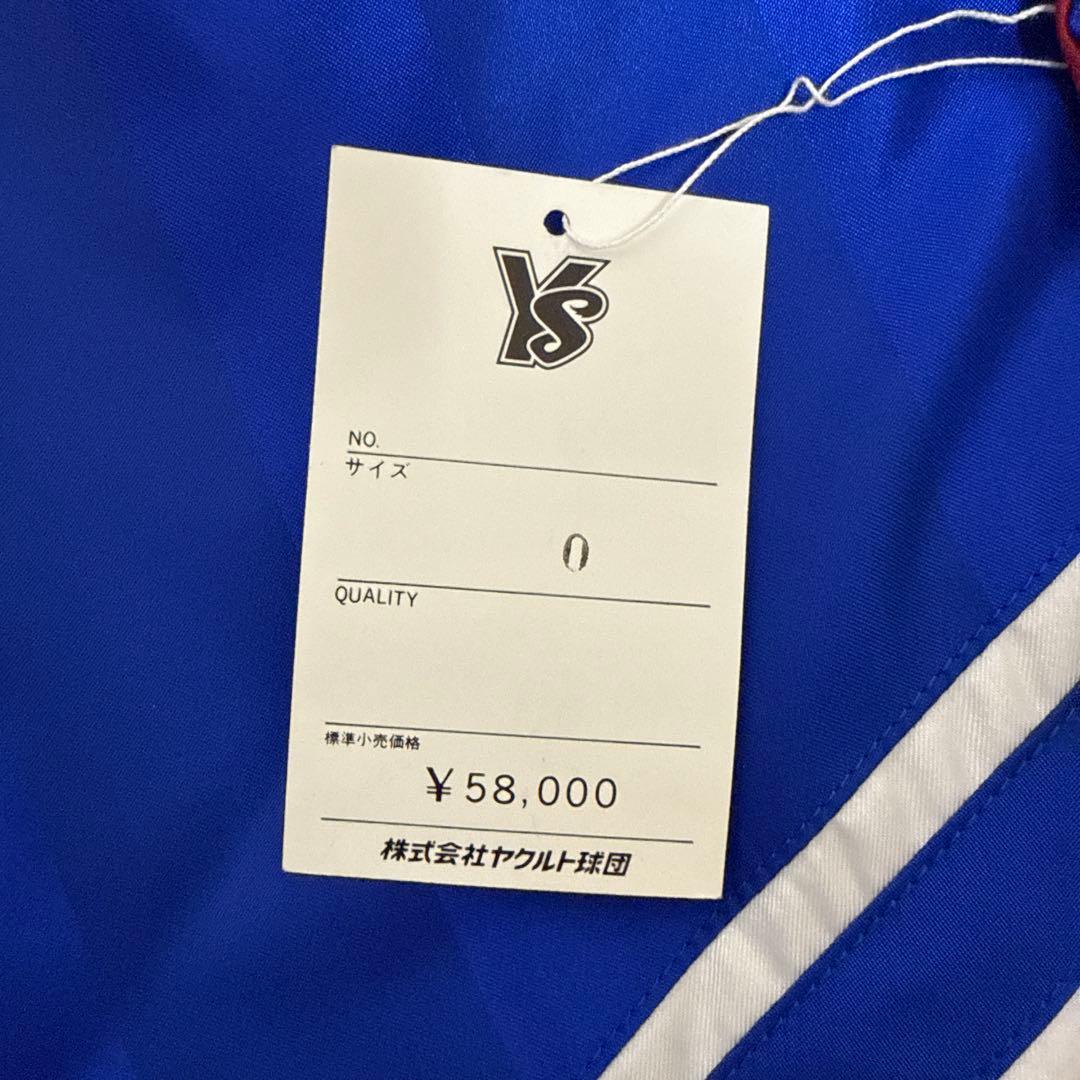 YS
NO.
サイズ
0
QUALITY
標準小売価格
¥58,000
株式会社ヤクルト球団